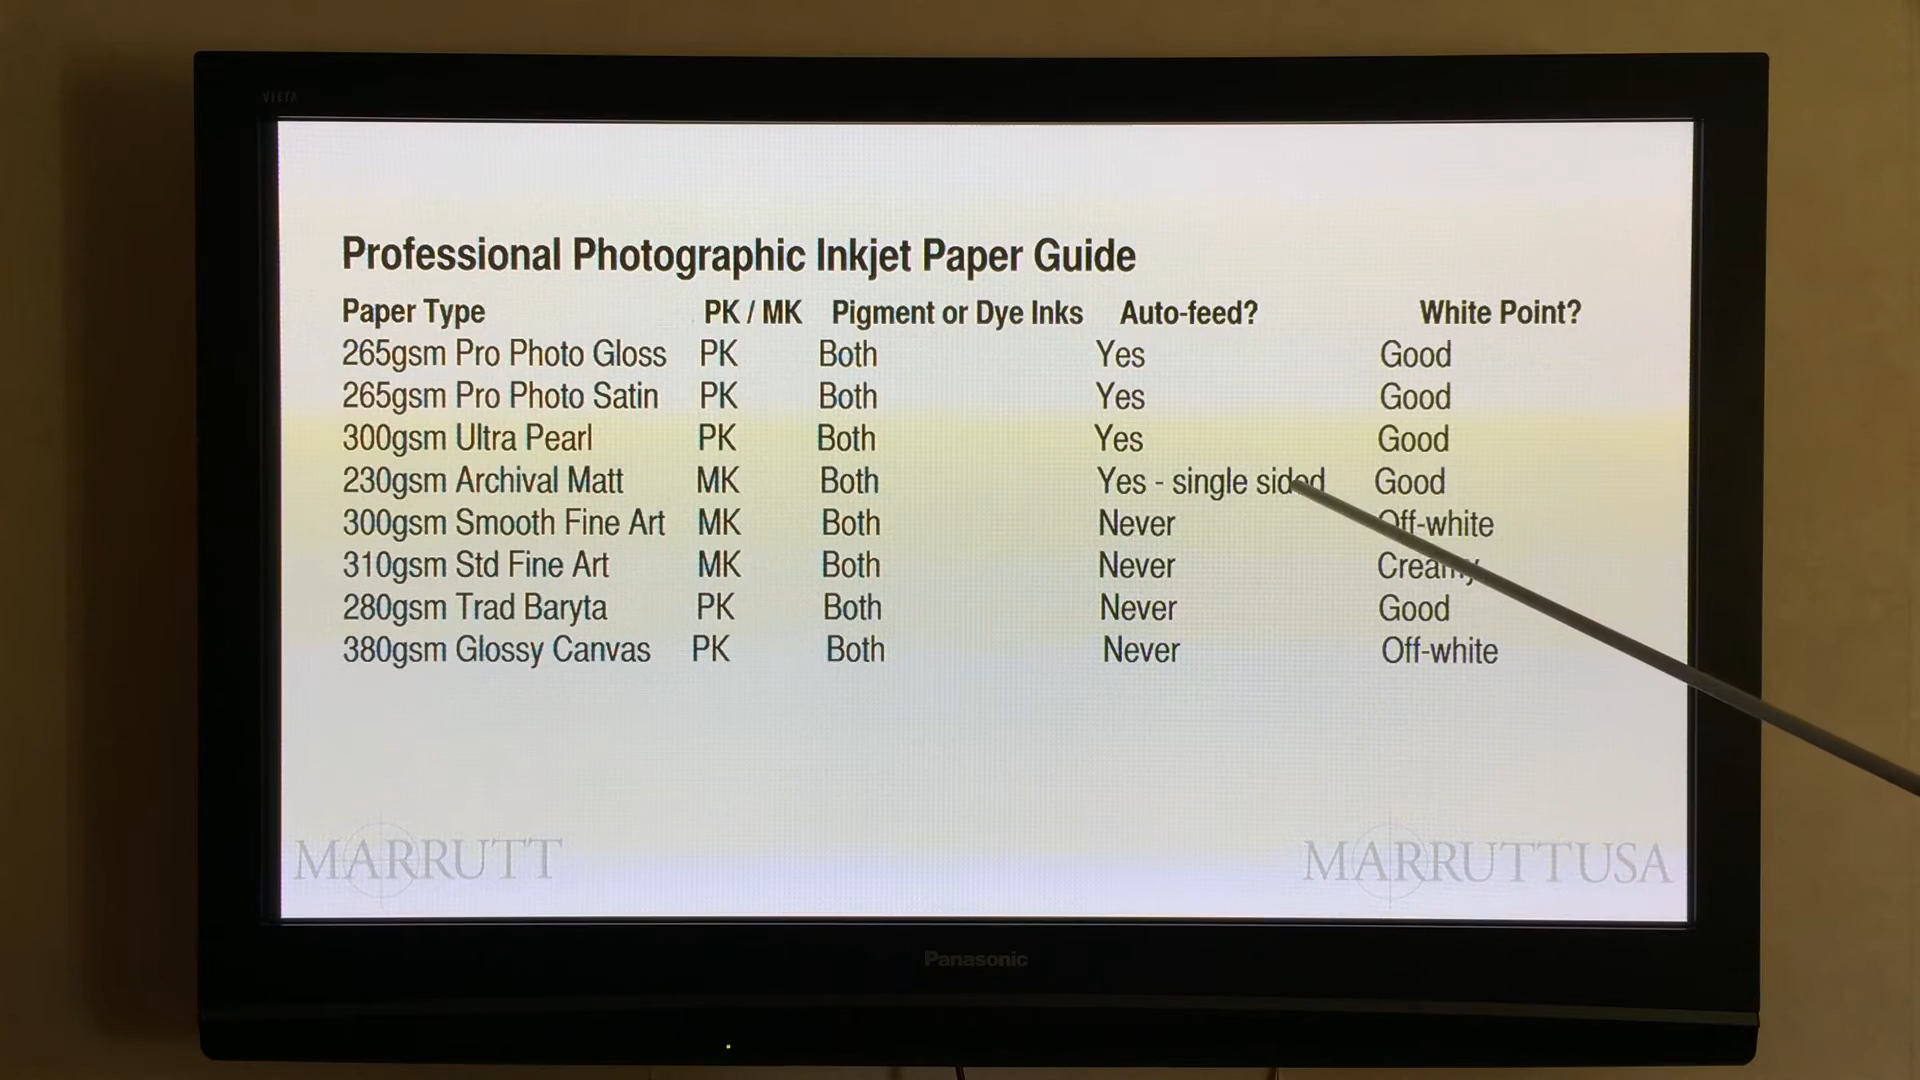 VIERA
Professional Photographic Inkjet Paper Guide
Paper Type PK / MK Pigment or Dye Inks Auto-feed? White Point?
265gsm Pro Photo Gloss PK Both Yes Good
265gsm Pro Photo Satin PK Both Yes Good
300gsm Ultra Pearl PK Both Yes Good
230gsm Archival Matt MK Both Yes - single sided Good
300gsm Smooth Fine Art MK Both Never Off-white
310gsm Std Fine Art MK Both Never Creamy
280gsm Trad Baryta PK Both Never Good
380gsm Glossy Canvas PK Both Never Off-white
MARRUTT MARRUTTUSA
Panasonic